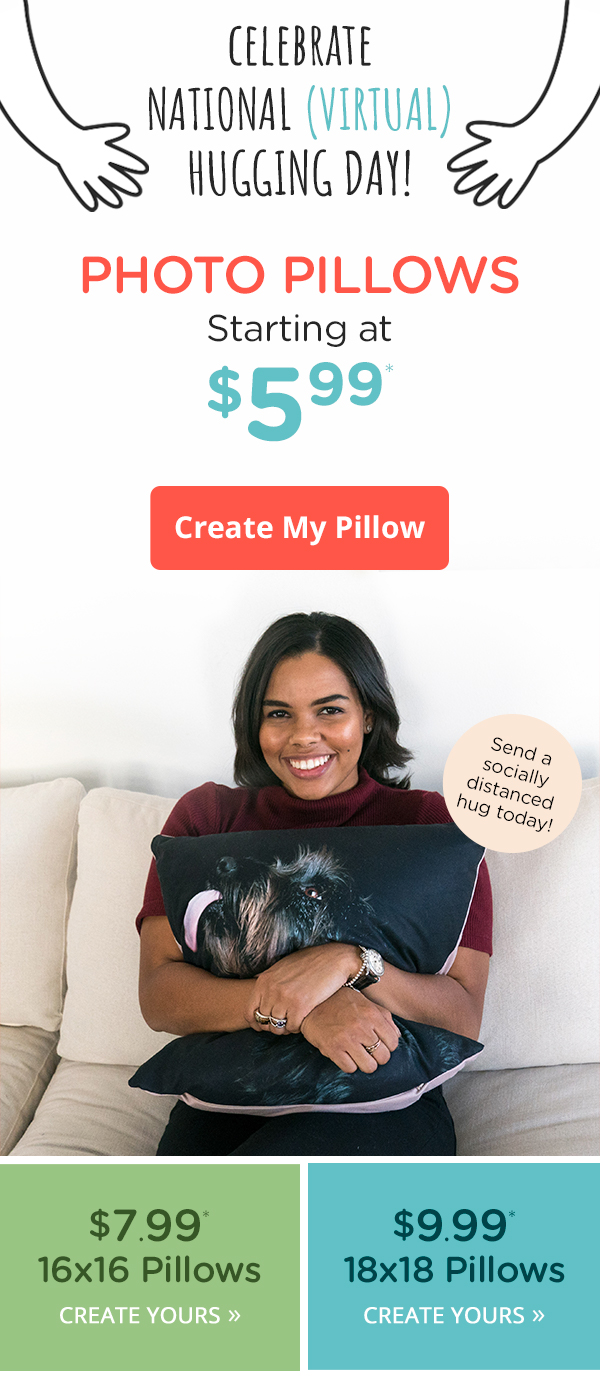 CELEBRATE
NATIONAL (VIRTUAL)
HUGGING DAY!
PHOTO PILLOWS
Starting at
$5.99*
Create My Pillow
Send a
socially
distanced
hug today!
$7.99*
16x16 Pillows
CREATE YOURS »
$9.99*
18x18 Pillows
CREATE YOURS »